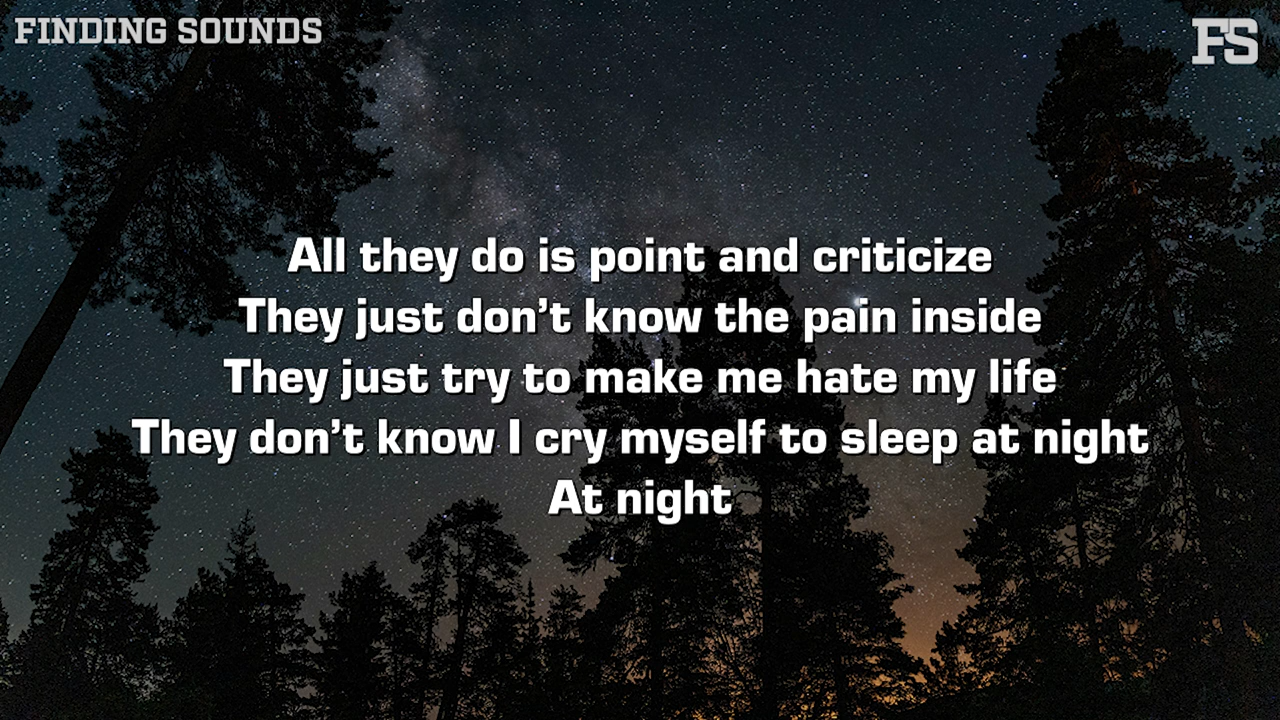 FINDING SOUNDS
FS
All they do is point and criticize
They just don’t know the pain inside
They just try to make me hate my life
They don’t know I cry myself to sleep at night
At night